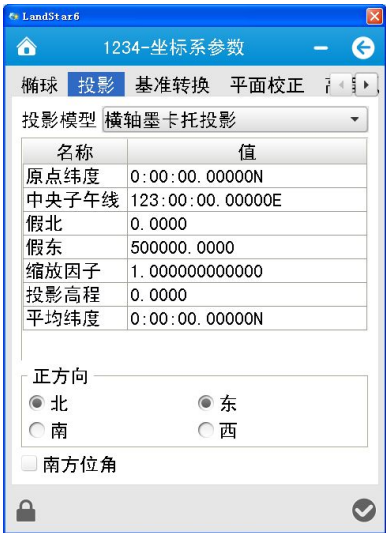 LandStar6
1234-坐标系参数
椭球 投影 基准转换 平面校正
投影模型 横轴墨卡托投影
名称 值
原点纬度 0:00:00.00000N
中央子午线 123:00:00.00000E
假北 0.0000
假东 500000.0000
缩放因子 1.000000000000
投影高程 0.0000
平均纬度 0:00:00.00000N
正方向
北 东
南 西
南方位角